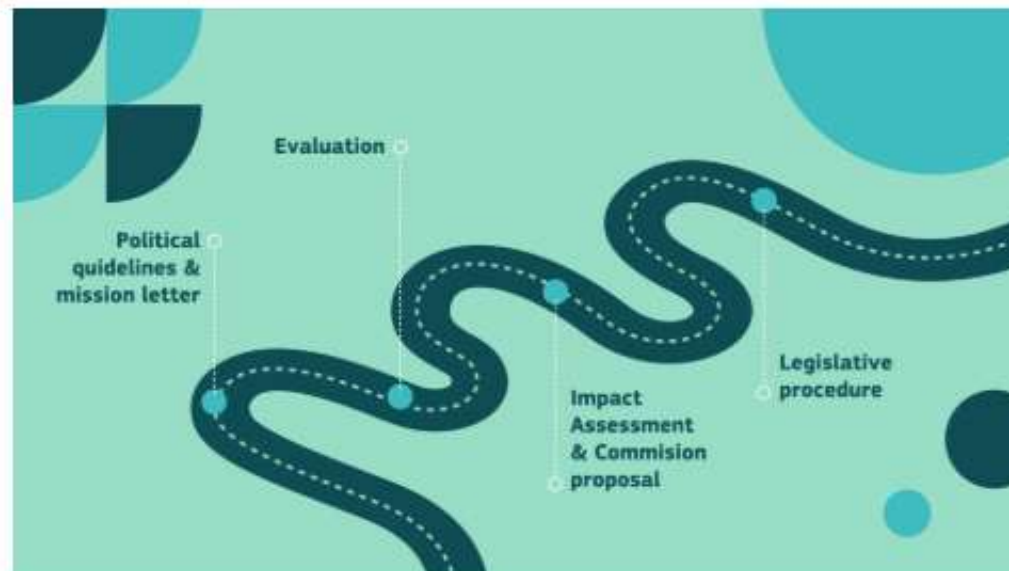 Evaluation
Political
quidelines &
mission letter
Legislative
procedure
Impact
Assessment
& Commision
proposal